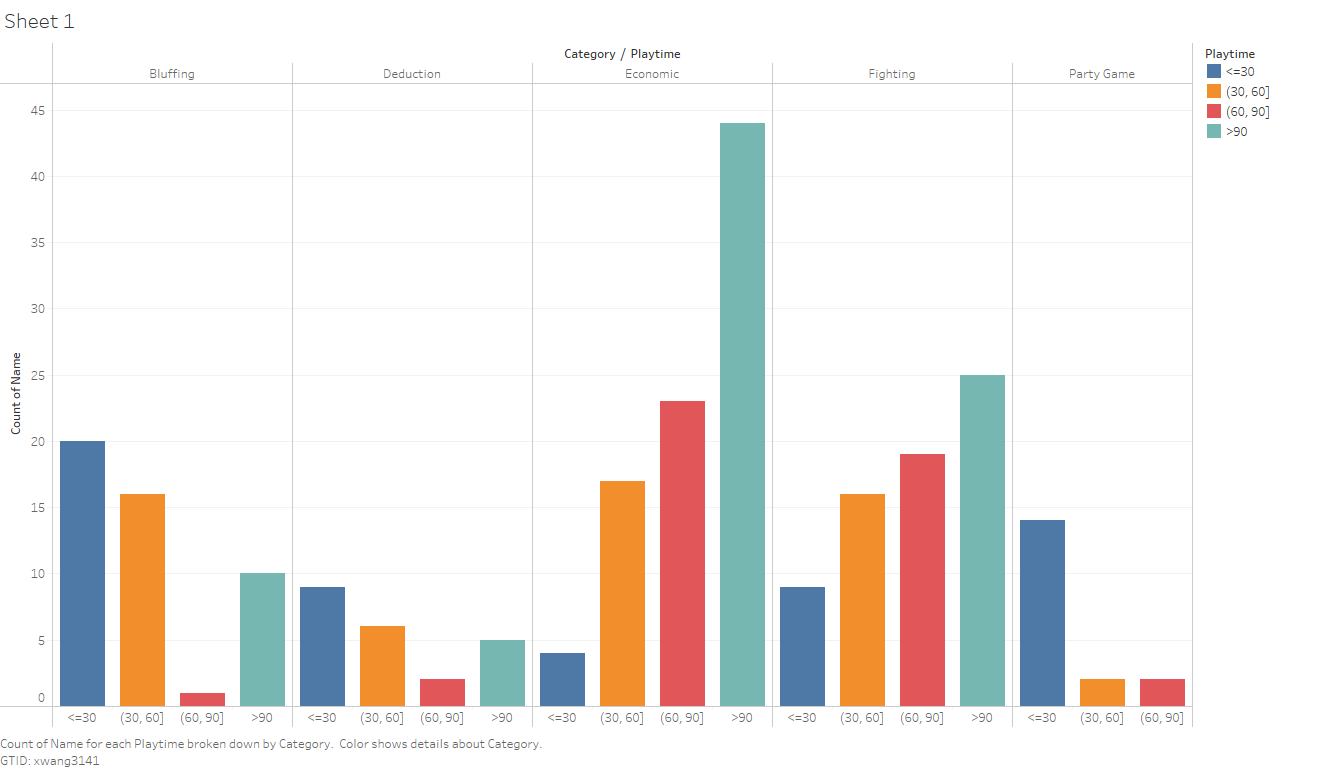 Sheet 1
Category / Playtime
Bluffing Deduction Economic Fighting Party Game
Playtime
<=30
(30, 60]
(60, 90]
>90
Count of Name
45
40
35
30
25
20
15
10
5
0
<=30 (30, 60] (60, 90] >90 <=30 (30, 60] (60, 90] >90 <=30 (30, 60] (60, 90] >90 <=30 (30, 60] (60, 90] >90 <=30 (30, 60] (60, 90]
Count of Name for each Playtime broken down by Category. Color shows details about Category.
GTID: xwang3141